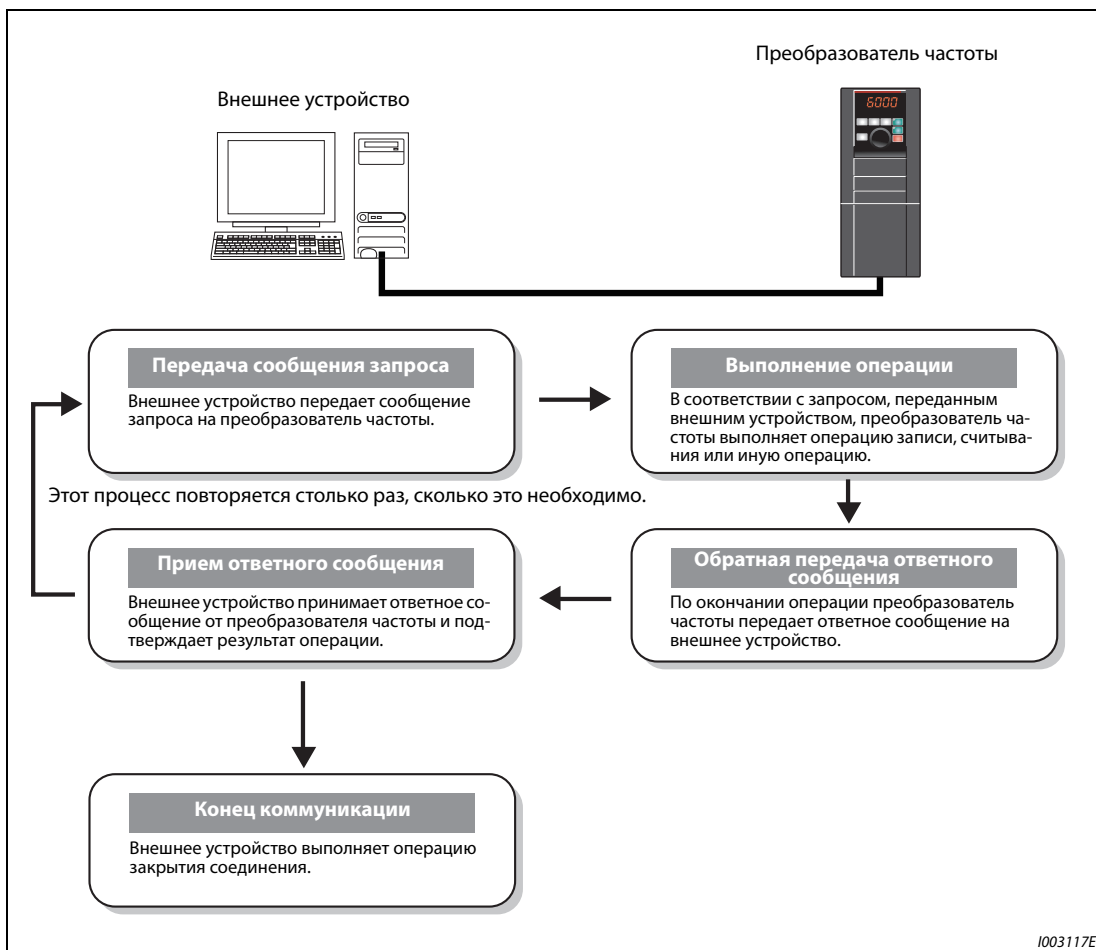 Преобразователь частоты
Внешнее устройство
6000
Передача сообщения запроса
Внешнее устройство передает сообщение
запроса на преобразователь частоты.
Выполнение операции
В соответствии с запросом, переданным
внешним устройством, преобразователь ча-
стоты выполняет операцию записи, считыва-
ния или иную операцию.
Этот процесс повторяется столько раз, сколько это необходимо.
Прием ответного сообщения
Внешнее устройство принимает ответное со-
общение от преобразователя частоты и под-
тверждает результат операции.
Обратная передача ответного
сообщения
По окончании операции преобразователь
частоты передает ответное сообщение на
внешнее устройство.
Конец коммуникации
Внешнее устройство выполняет операцию
закрытия соединения.
I003117E